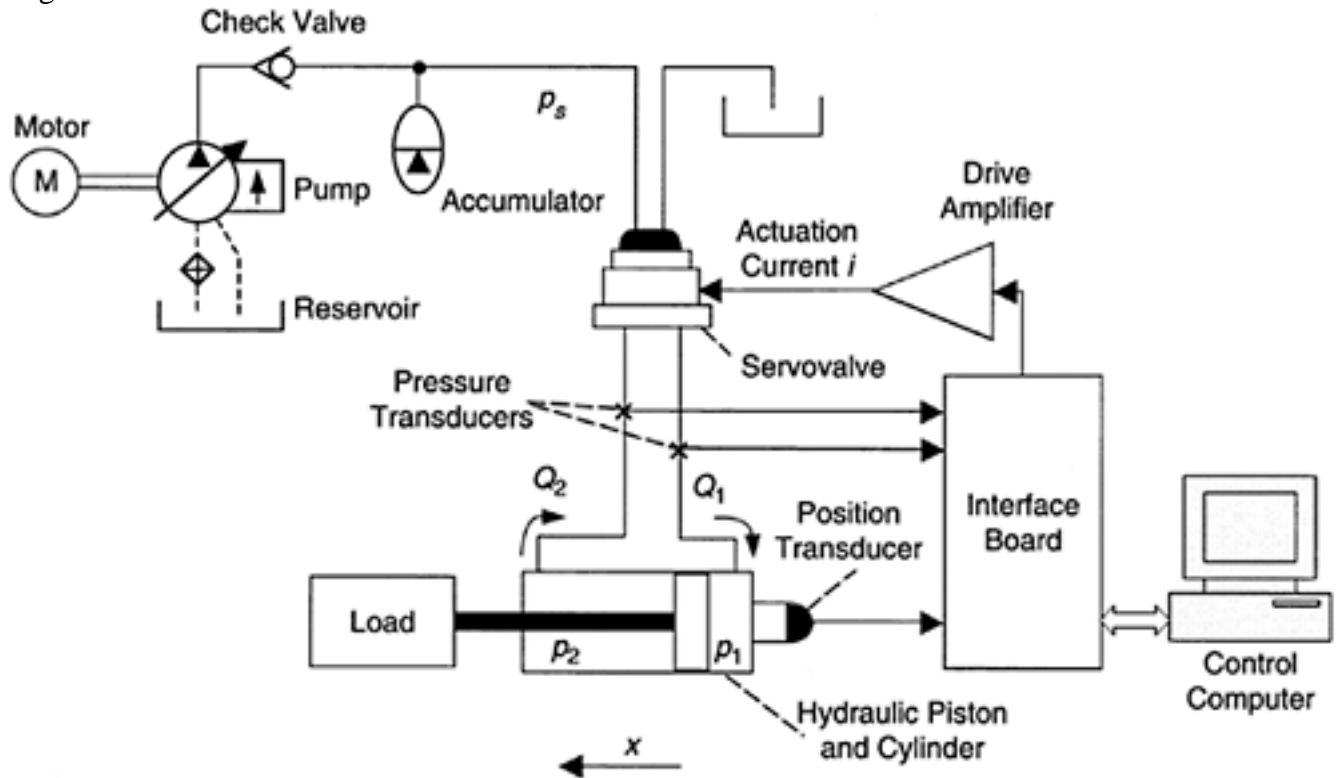 Check Valve
p_s
Motor
M
Pump
Accumulator
Drive
Amplifier
Actuation
Current i
Reservoir
Servovalve
Pressure
Transducers
Q_2
Q_1
Position
Transducer
Interface
Board
Load
p_2
p_1
Control
Computer
Hydraulic Piston
and Cylinder
x